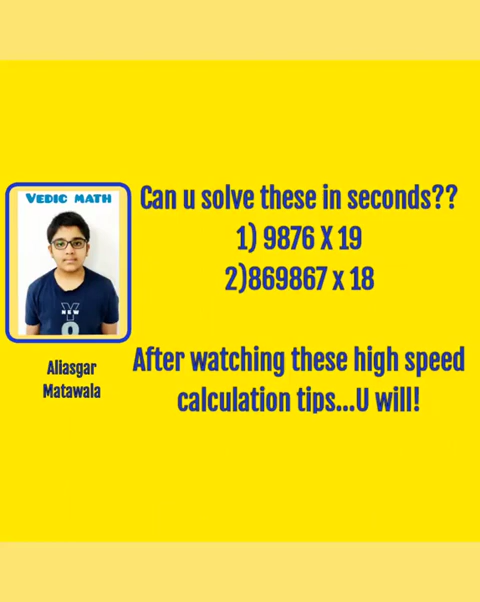 VEDIC MATH
Can u solve these in seconds??
1) 9876 X 19
2)869867 x 18
Y
NEW
O
Aliasgar
Matawala
After watching these high speed
calculation tips...U will!